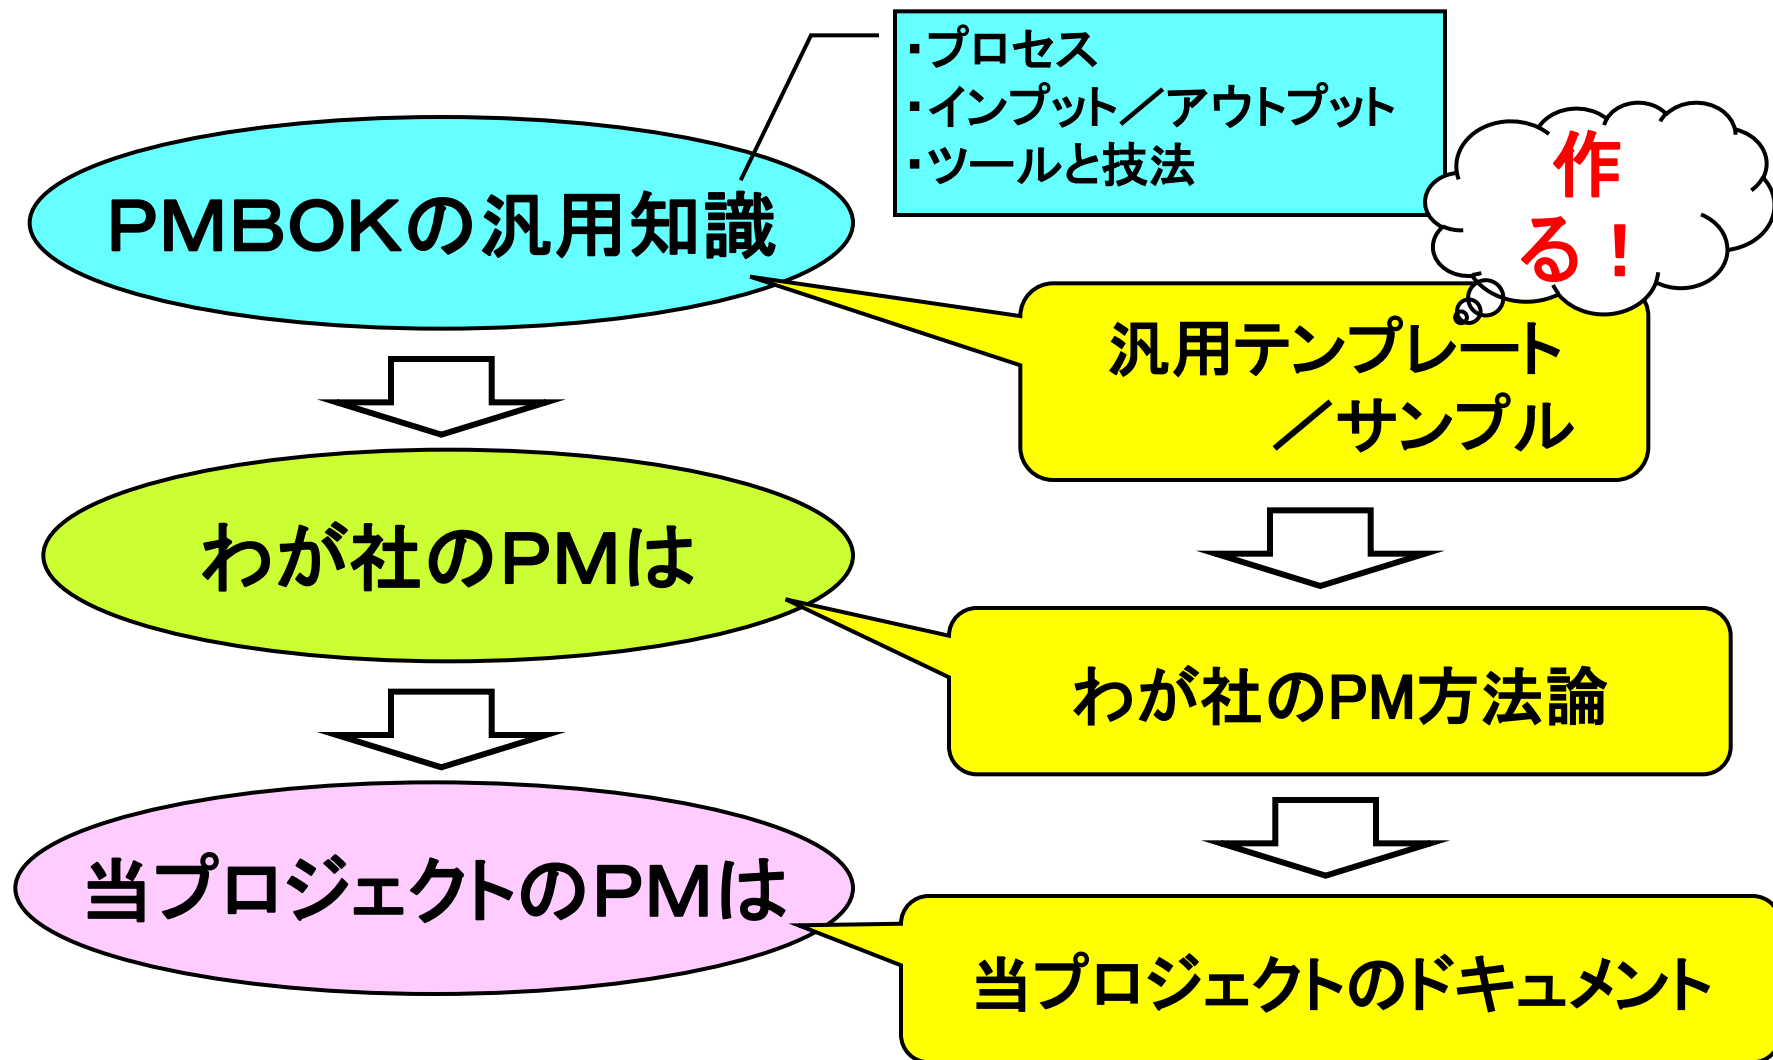 ・プロセス
・インプット／アウトプット
・ツールと技法
作
る！
ＰＭＢＯＫの汎用知識
汎用テンプレート
／サンプル
わが社のＰＭは
わが社のPM方法論
当プロジェクトのＰＭは
当プロジェクトのドキュメント